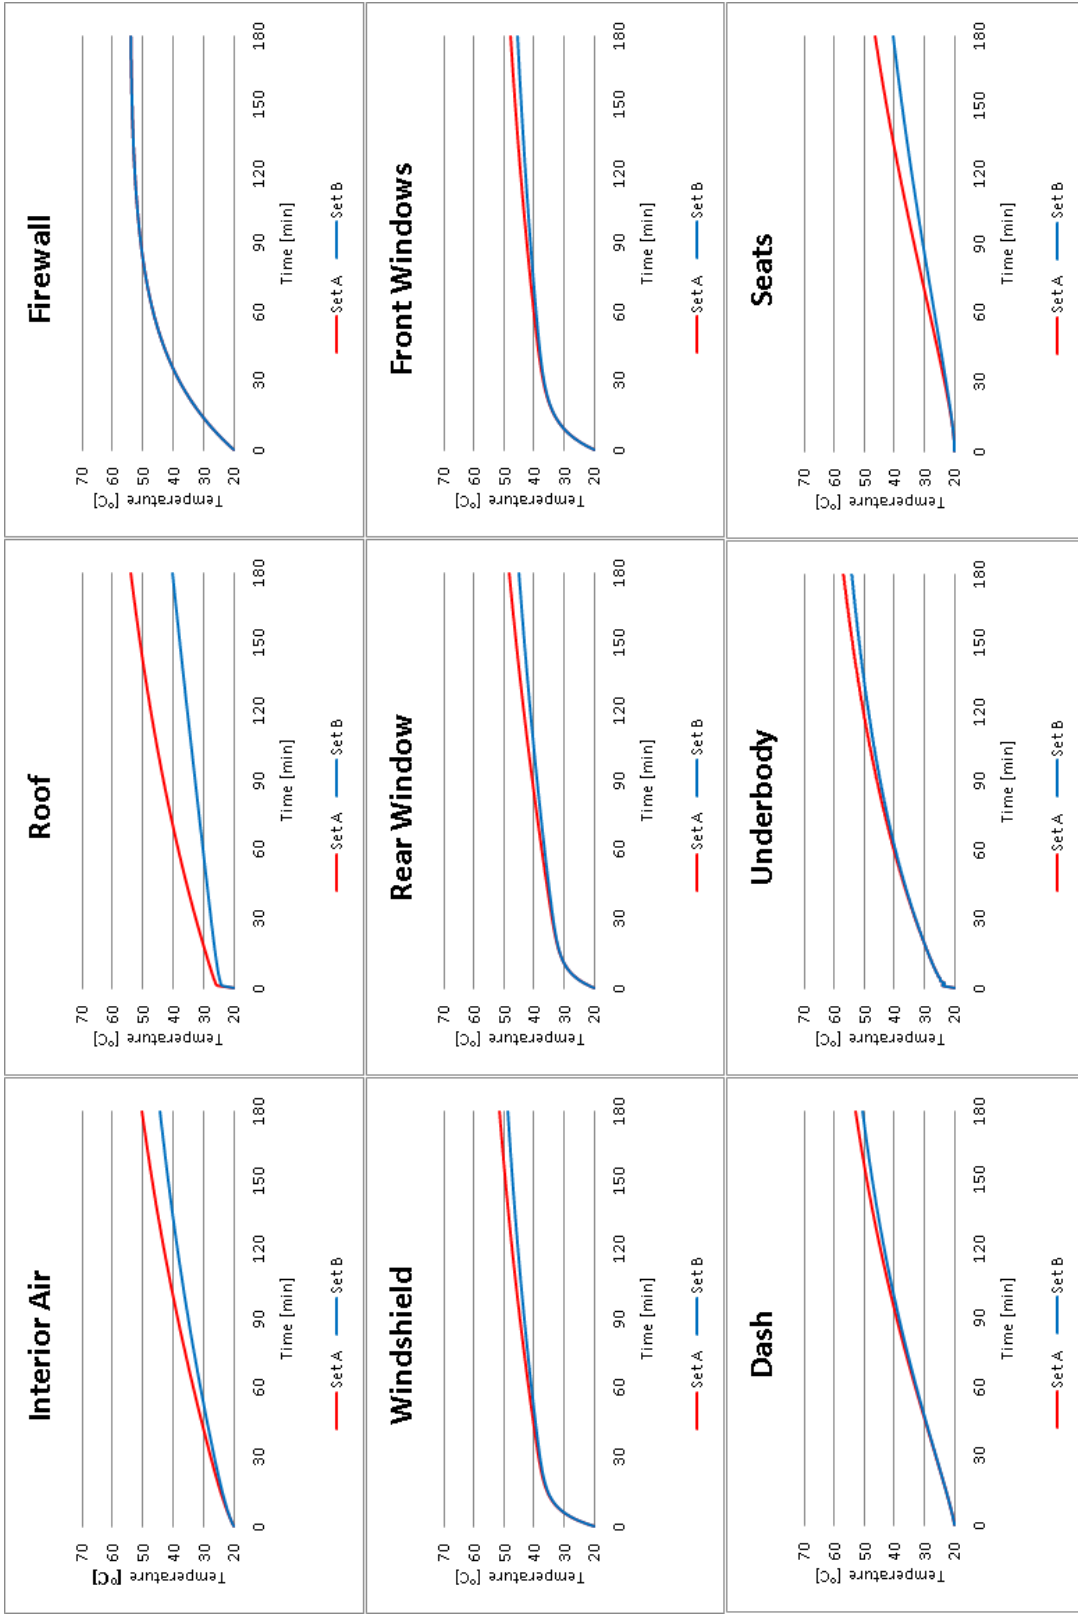 Interior Air
Temperature [°C]
70
60
50
40
30
20
0 30 60 90 120 150 180
Time [min]
Set A Set B
Roof
Temperature [°C]
70
60
50
40
30
20
0 30 60 90 120 150 180
Time [min]
Set A Set B
Firewall
Temperature [°C]
70
60
50
40
30
20
0 30 60 90 120 150 180
Time [min]
Set A Set B
Windshield
Temperature [°C]
70
60
50
40
30
20
0 30 60 90 120 150 180
Time [min]
Set A Set B
Rear Window
Temperature [°C]
70
60
50
40
30
20
0 30 60 90 120 150 180
Time [min]
Set A Set B
Front Windows
Temperature [°C]
70
60
50
40
30
20
0 30 60 90 120 150 180
Time [min]
Set A Set B
Dash
Temperature [°C]
70
60
50
40
30
20
0 30 60 90 120 150 180
Time [min]
Set A Set B
Underbody
Temperature [°C]
70
60
50
40
30
20
0 30 60 90 120 150 180
Time [min]
Set A Set B
Seats
Temperature [°C]
70
60
50
40
30
20
0 30 60 90 120 150 180
Time [min]
Set A Set B